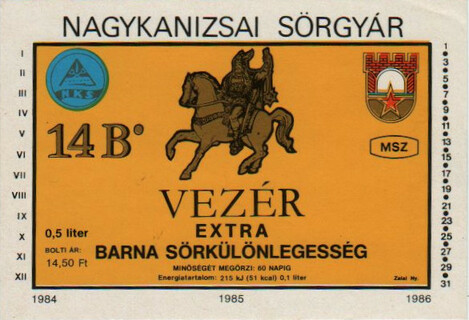 NAGYKANIZSAI SÖRGYÁR
I
II
III
IV
V
VI
VII
VIII
IX
X
XI
XII
NKS
14 B°
MSZ
VEZÉR
EXTRA
BARNA SÖRKÜLÖNLEGESSÉG
0,5 liter
BOLTI ÁR:
14,50 Ft
MINŐSÉGÉT MEGŐRZI: 60 NAPIG
Energiatartalom: 215 kJ (51 kcal) 0,1 liter
Zalai Ny.
1
3
5
7
9
11
13
15
17
19
21
23
25
27
29
31
1984 1985 1986